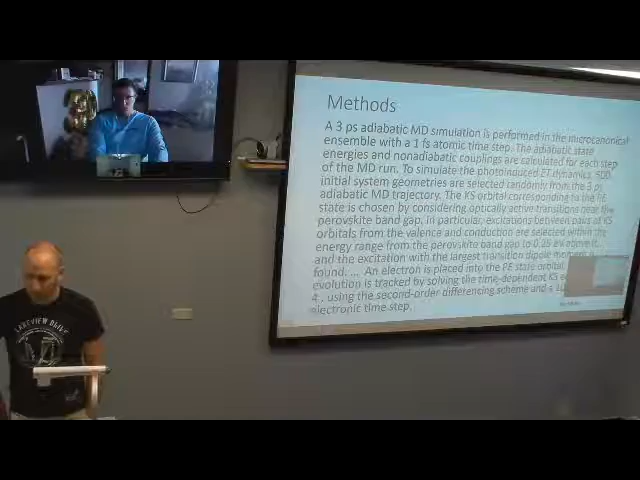 Methods
A 3 ps adiabatic MD simulation is performed in the microcanonical
ensemble with a 1 fs atomic time step. The adiabatic state
energies and nonadiabatic couplings are calculated for each step
of the MD run. To simulate the photoinduced ET dynamics, 500
initial system geometries are selected randomly from the 3 ps
adiabatic MD trajectory. The KS orbital corresponding to the PE
state is chosen by considering optically active transitions near the
perovskite band gap. In particular, excitations between pairs of KS
orbitals from the valence and conduction are selected within the
energy range from the perovskite band gap to 0.25 eV above it,
and the excitation with the largest transition dipole moment is
found. ... An electron is placed into the PE state orbital
evolution is tracked by solving the time-dependent KS
4 , using the second-order differencing scheme and a
electronic time step.
LAKEVIEW